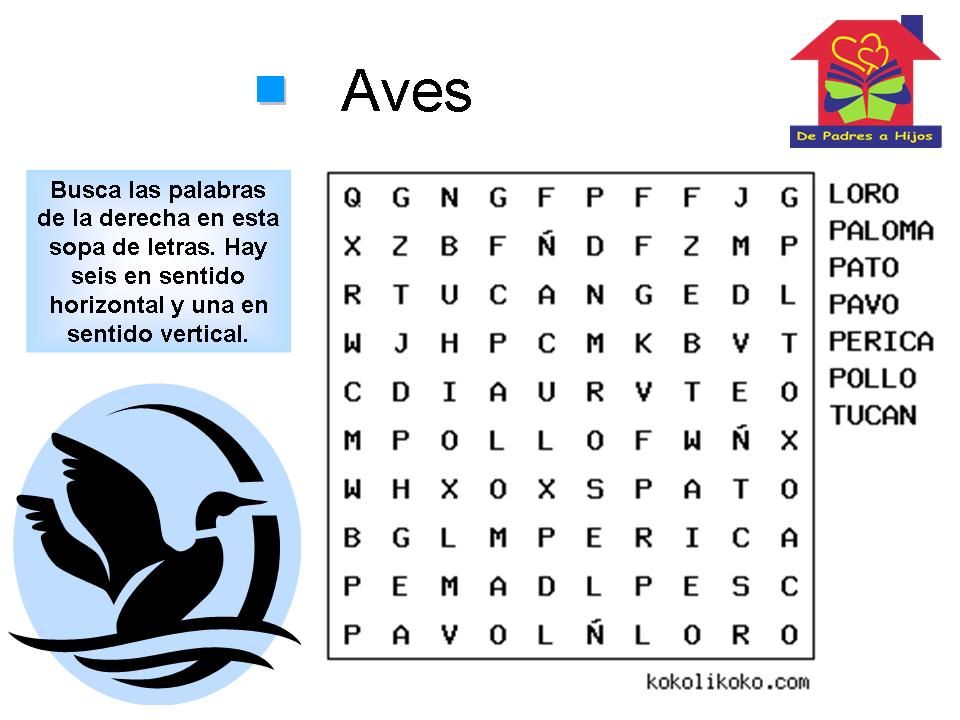 Aves
De Padres a Hijos
Busca las palabras
de la derecha en esta
sopa de letras. Hay
seis en sentido
horizontal y una en
sentido vertical.
Q G N G F P F F J G
X Z B F Ñ D F Z M P
R T U C A N G E D L
W J H P C M K B V T
C D I A U R V T E O
M P O L L O F W Ñ X
W H X O X S P A T O
B G L M P E R I C A
P E M A D L P E S C
P A V O L Ñ L O R O
LORO
PALOMA
PATO
PAVO
PERICA
POLLO
TUCAN
kokolikoko.com